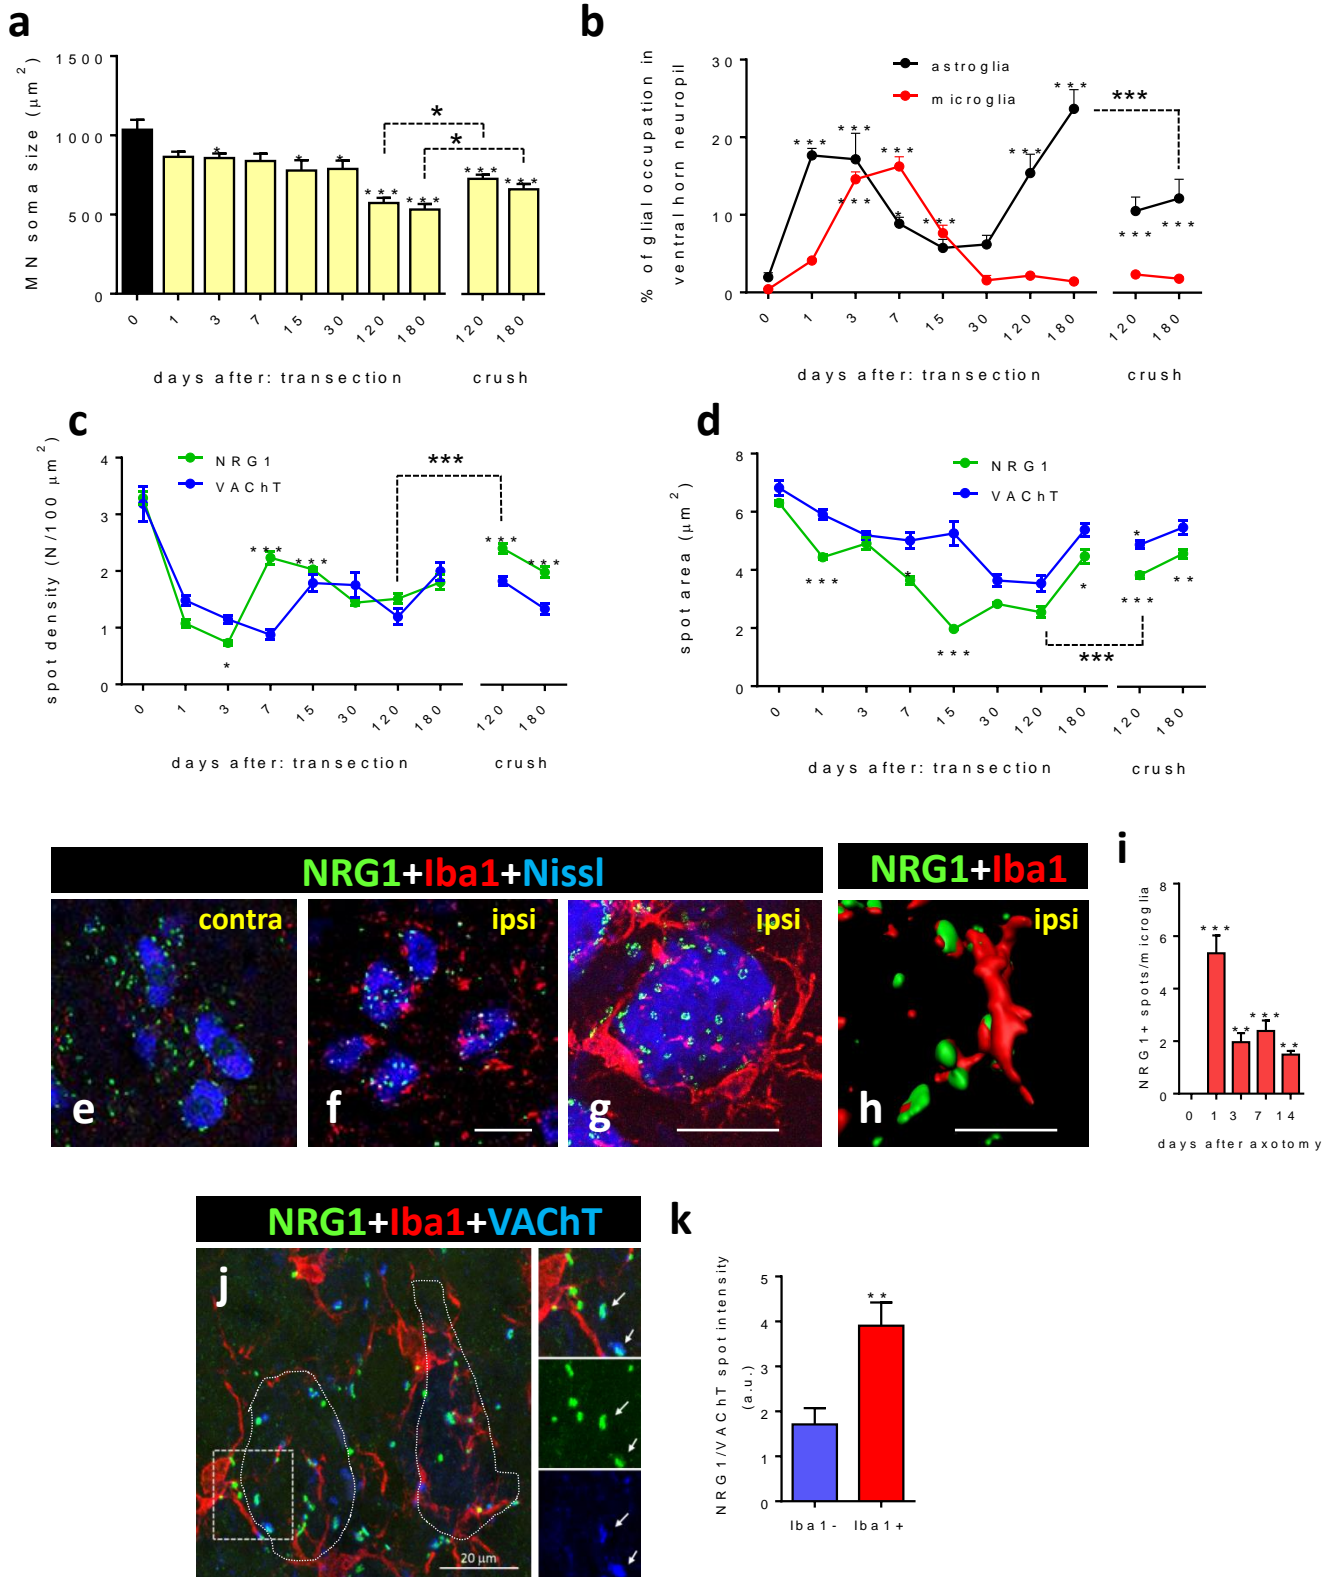 a
MN soma size (µm²)
1500
1000
500
0
*
*
*
***
***
*
*
***
***
0 1 3 7 15 30 120 180 120 180
days after: transection crush
b
% of glial occupation in
ventral horn neuropil
30
20
10
0
astroglia
microglia
***
***
***
***
*
***
***
***
***
***
***
0 1 3 7 15 30 120 180 120 180
days after: transection crush
c
spot density (N/100 µm²)
4
3
2
1
0
NRG1
VAChT
*
***
***
***
***
***
0 1 3 7 15 30 120 180 120 180
days after: transection crush
d
spot area (µm²)
8
6
4
2
0
NRG1
VAChT
***
*
***
*
***
*
***
**
0 1 3 7 15 30 120 180 120 180
days after: transection crush
NRG1+Iba1+Nissl
contra
e
ipsi
f
ipsi
g
NRG1+Iba1
ipsi
h
i
NRG1+ spots/microglia
8
6
4
2
0
***
**
***
**
0 1 3 7 14
days after axotomy
NRG1+Iba1+VAChT
j
20 µm
k
NRG1/VAChT spot intensity
(a.u.)
5
4
3
2
1
0
**
Iba1- Iba1+